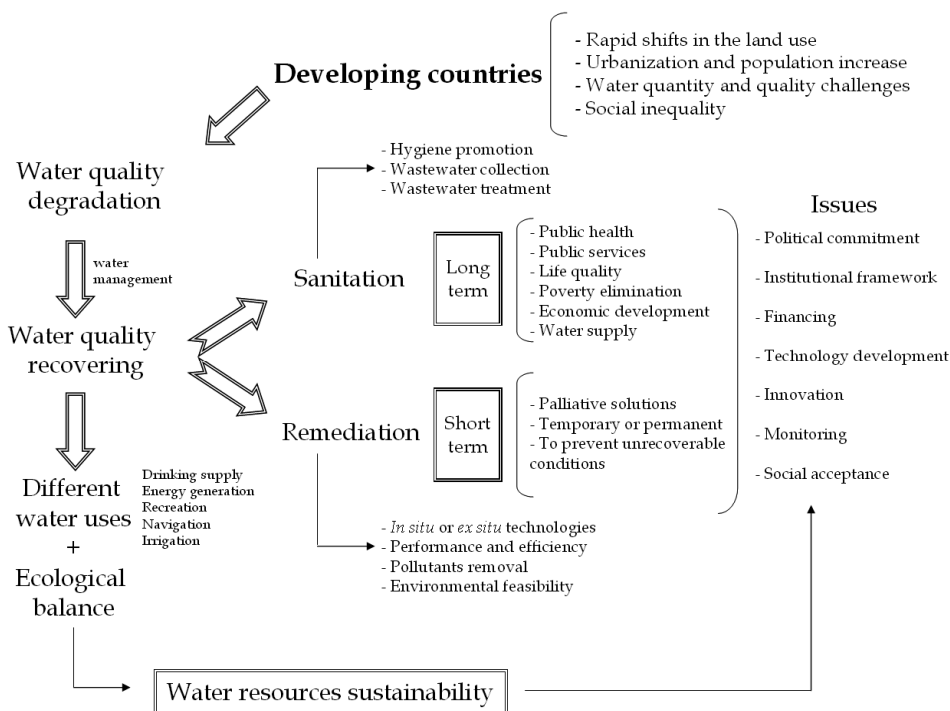 Developing countries
- Rapid shifts in the land use
- Urbanization and population increase
- Water quantity and quality challenges
- Social inequality
Water quality
degradation
water
management
Water quality
recovering
Different
water uses
+
Ecological
balance
Drinking supply
Energy generation
Recreation
Navigation
Irrigation
- Hygiene promotion
- Wastewater collection
- Wastewater treatment
Sanitation
Long
term
- Public health
- Public services
- Life quality
- Poverty elimination
- Economic development
- Water supply
Remediation
Short
term
- Palliative solutions
- Temporary or permanent
- To prevent unrecoverable
conditions
- In situ or ex situ technologies
- Performance and efficiency
- Pollutants removal
- Environmental feasibility
Issues
- Political commitment
- Institutional framework
- Financing
- Technology development
- Innovation
- Monitoring
- Social acceptance
Water resources sustainability